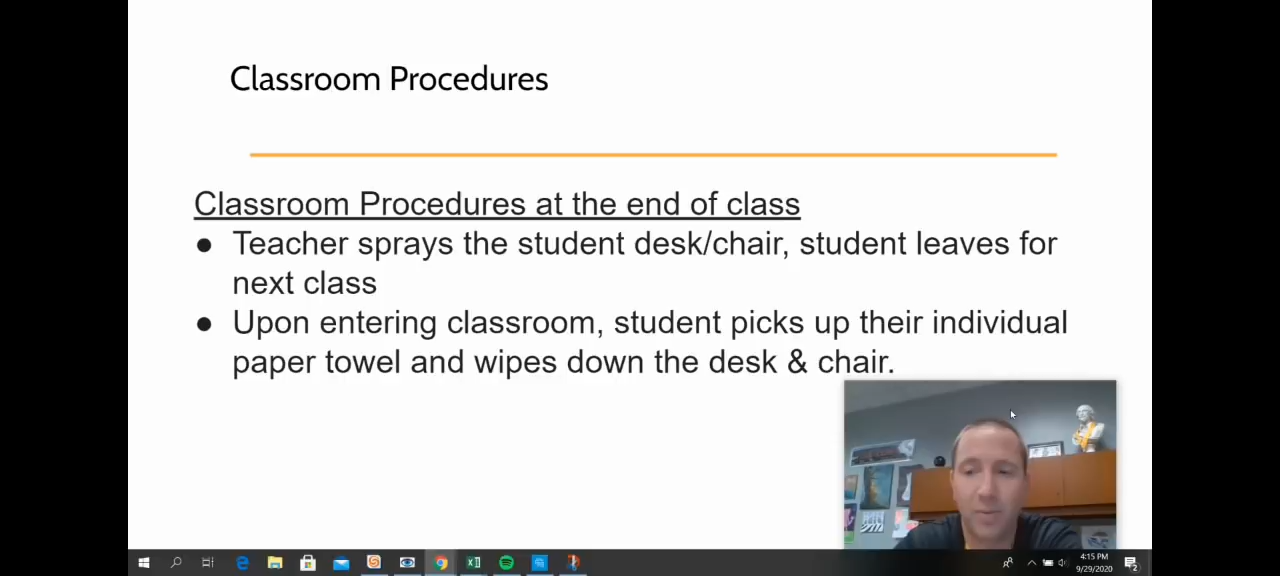 Classroom Procedures
Classroom Procedures at the end of class
● Teacher sprays the student desk/chair, student leaves for
next class
● Upon entering classroom, student picks up their individual
paper towel and wipes down the desk & chair.
4:15 PM
9/29/2020
2